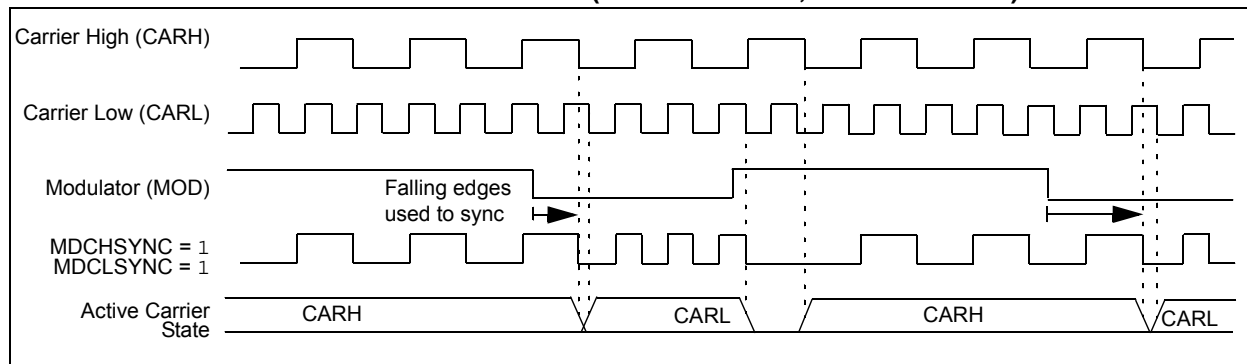 Carrier High (CARH)
Carrier Low (CARL)
Modulator (MOD)
Falling edges
used to sync
MDCHSYNC = 1
MDCLSYNC = 1
Active Carrier
State
CARH
CARL
CARH
CARL